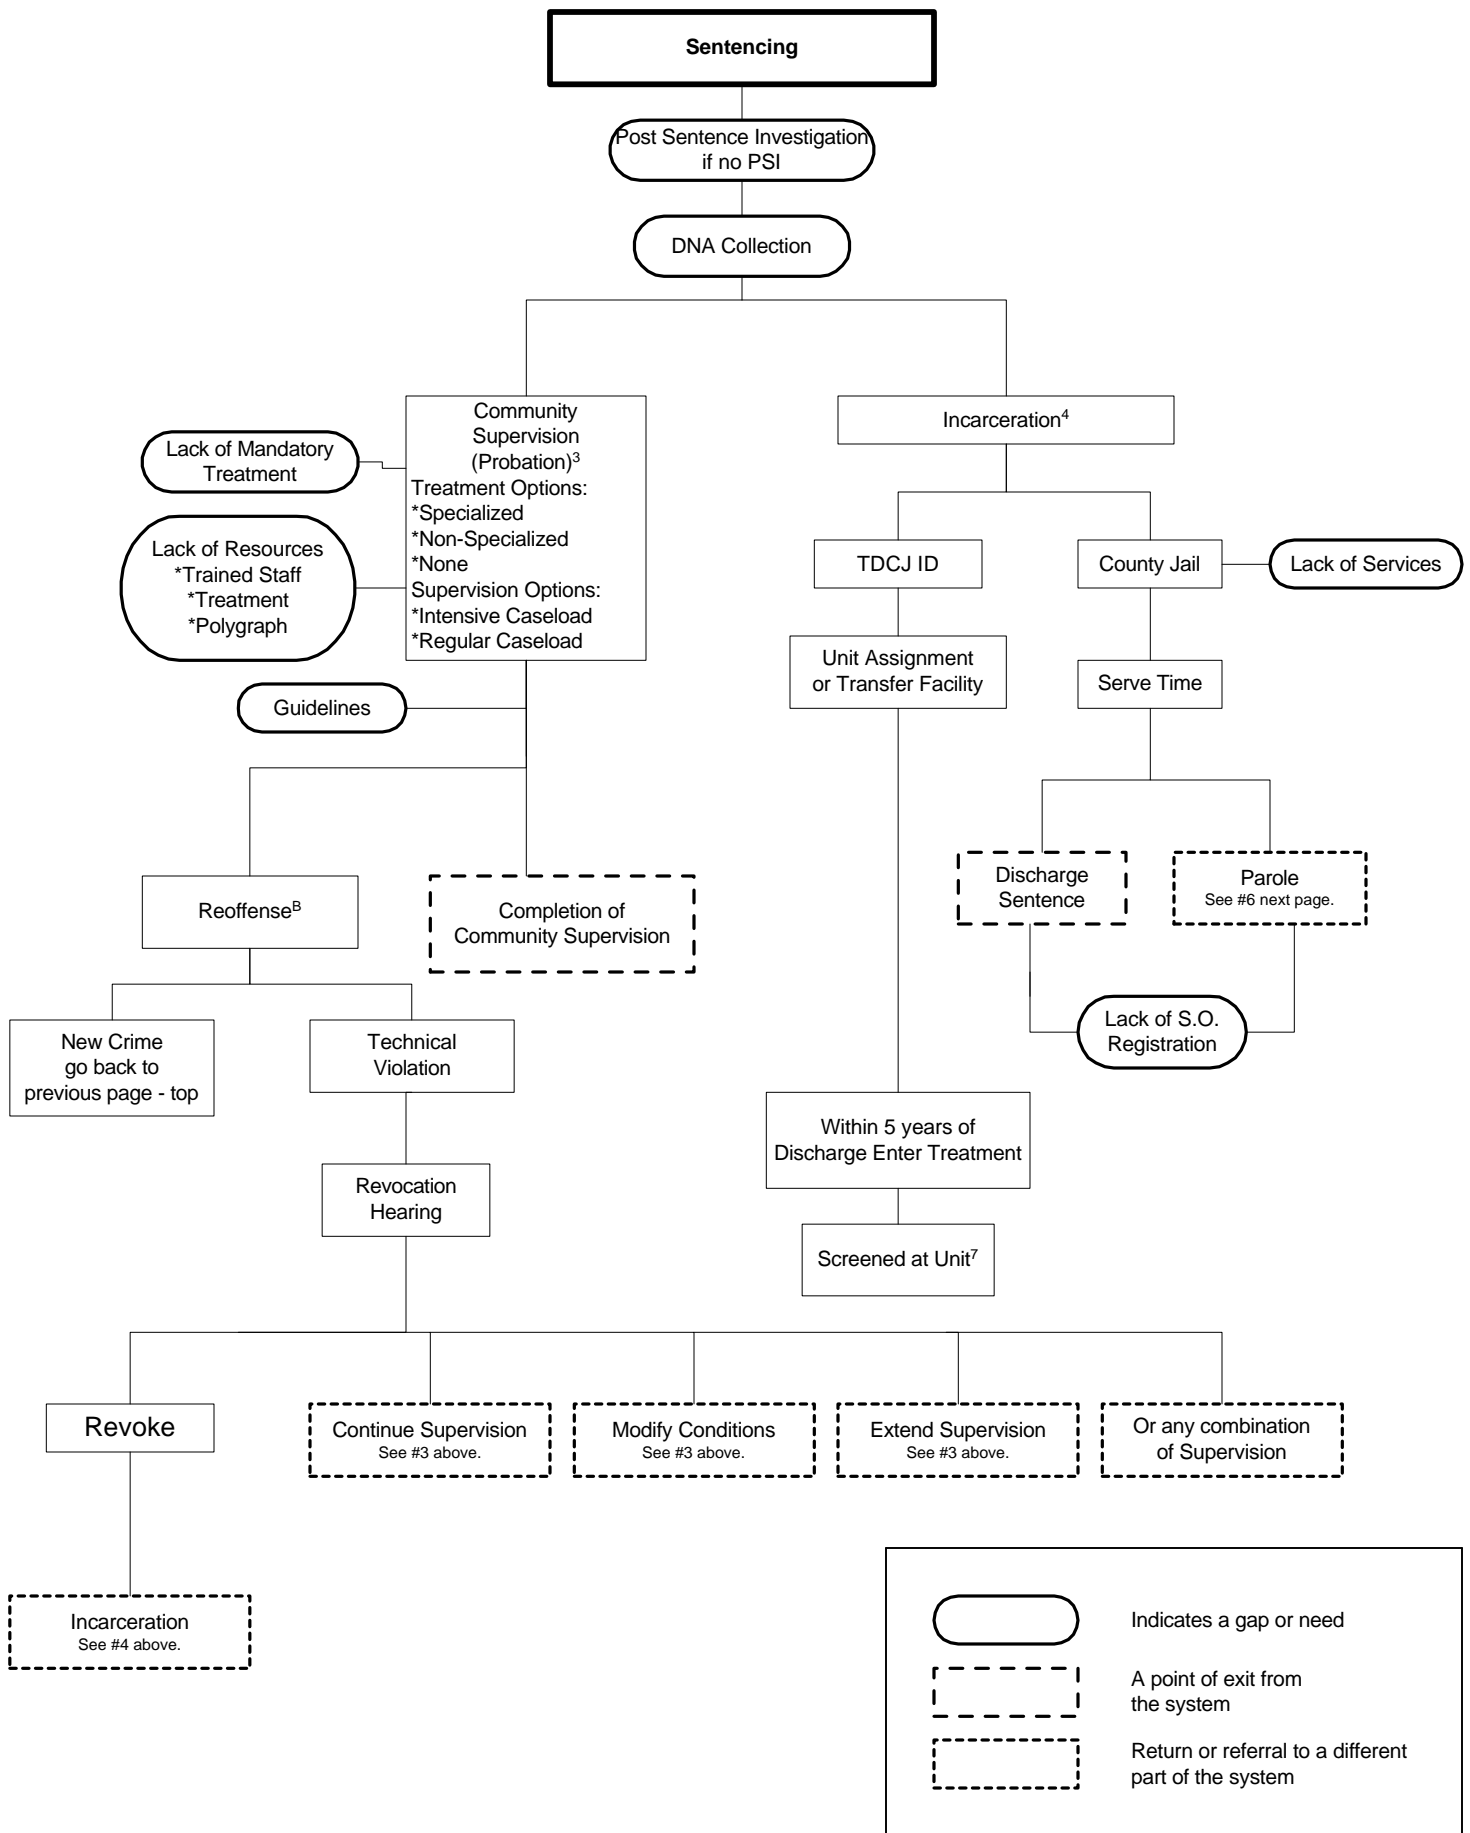 Sentencing
Post Sentence Investigation
if no PSI
DNA Collection
Community
Supervision
(Probation)3
Treatment Options:
*Specialized
*Non-Specialized
*None
Supervision Options:
*Intensive Caseload
*Regular Caseload
Lack of Mandatory
Treatment
Lack of Resources
*Trained Staff
*Treatment
*Polygraph
Guidelines
Incarceration4
TDCJ ID
County Jail
Lack of Services
Unit Assignment
or Transfer Facility
Serve Time
Discharge
Sentence
Parole
See #6 next page.
Lack of S.O.
Registration
ReoffenseB
Completion of
Community Supervision
New Crime
go back to
previous page - top
Technical
Violation
Within 5 years of
Discharge Enter Treatment
Revocation
Hearing
Screened at Unit7
Revoke
Continue Supervision
See #3 above.
Modify Conditions
See #3 above.
Extend Supervision
See #3 above.
Or any combination
of Supervision
Incarceration
See #4 above.
Indicates a gap or need
A point of exit from
the system
Return or referral to a different
part of the system